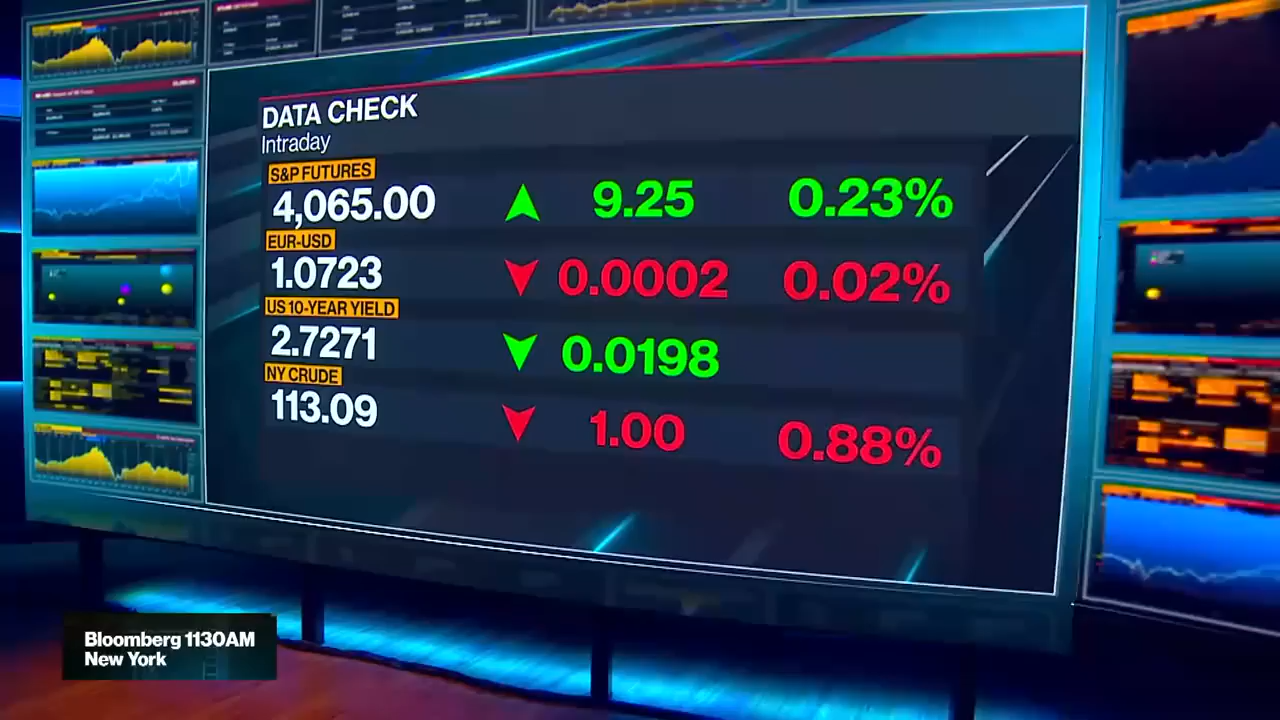 DATA CHECK
Intraday
S&P FUTURES
4,065.00 9.25 0.23%
EUR-USD
1.0723 0.0002 0.02%
US 10-YEAR YIELD
2.7271 0.0198
NY CRUDE
113.09 1.00 0.88%
Bloomberg 1130AM
New York